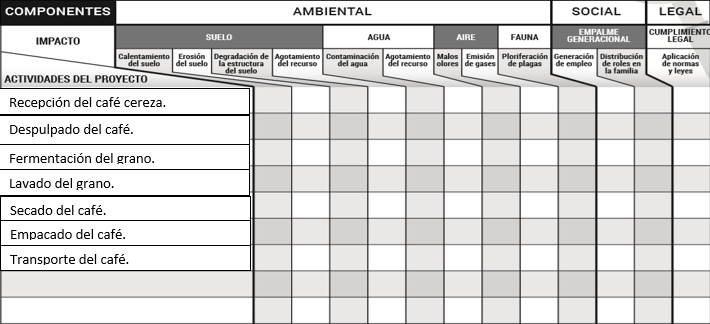 COMPONENTES AMBIENTAL SOCIAL LEGAL
IMPACTO SUELO AGUA AIRE FAUNA EMPALME GENERACIONAL CUMPLIMIENTO LEGAL
Calentamiento del suelo Erosión del suelo Degradación de la estructura del suelo Agotamiento del recurso Contaminación del agua Agotamiento del recurso Malos olores Emisión de gases Ploriferación de plagas Generación de empleo Distribución de roles en la familia Aplicación de normas y leyes
ACTIVIDADES DEL PROYECTO
Recepción del café cereza.
Despulpado del café.
Fermentación del grano.
Lavado del grano.
Secado del café.
Empacado del café.
Transporte del café.